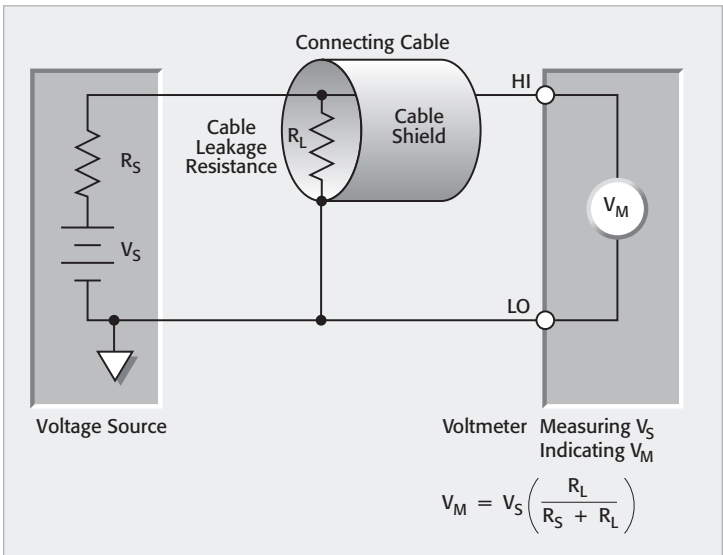 Connecting Cable
HI
Cable
Leakage
Resistance
R_L
Cable
Shield
R_S
V_M
V_S
LO
Voltage Source
Voltmeter Measuring V_S
Indicating V_M
V_M = V_S ( R_L / R_S + R_L )